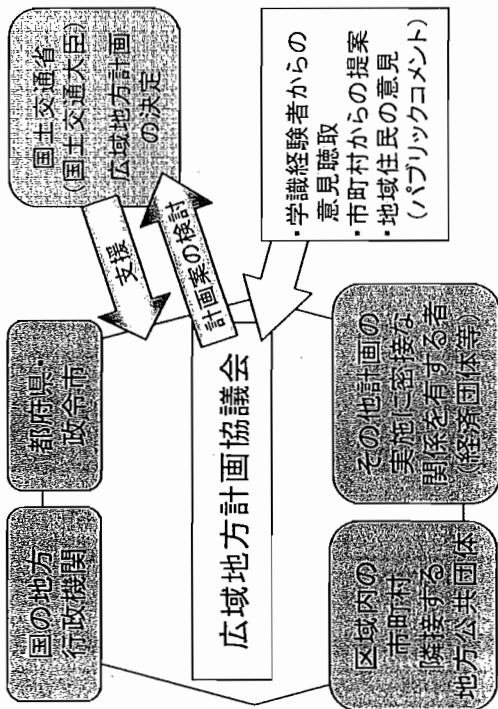 国土交通省
(国土交通大臣)
広域地方計画
の決定
支援
計画案の検討
・学識経験者からの
意見聴取
・市町村からの提案
・地域住民の意見
(パブリックコメント)
国の地方
行政機関
都府県・
政令市
広域地方計画協議会
区域内の
市町村、
隣接する
地方公共団体
その他計画の
実施に密接な
関係を有する者
(経済団体等)